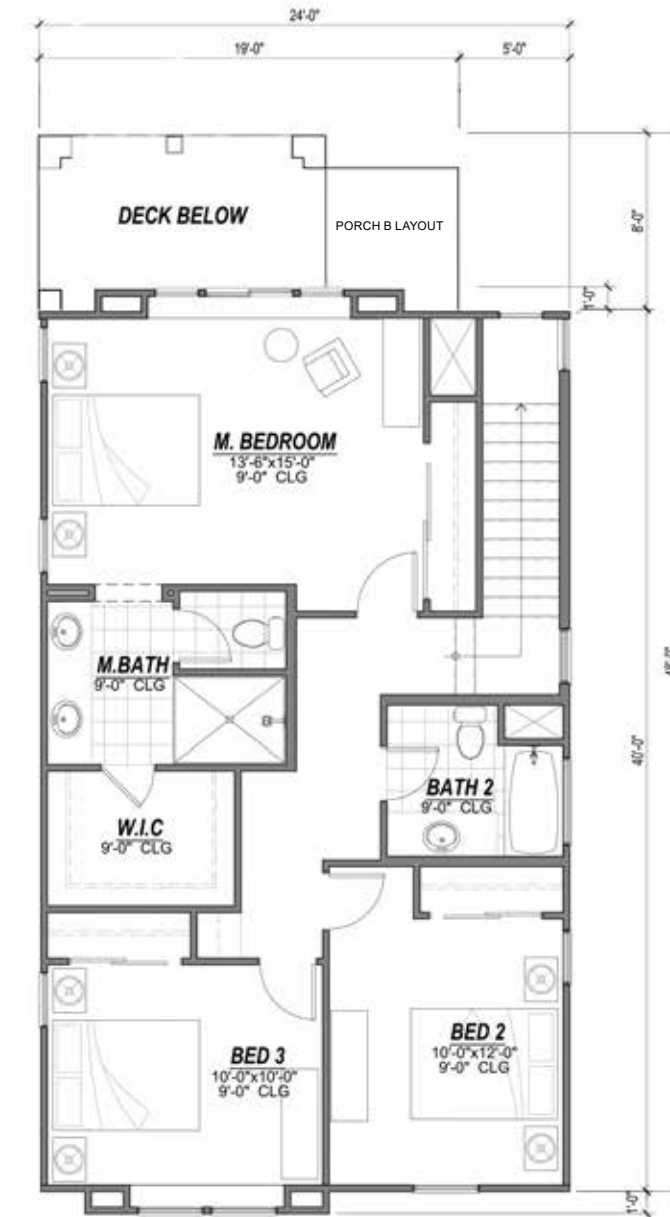 24'-0"
19'-0"
5'-0"
DECK BELOW
PORCH B LAYOUT
8'-0"
1'-0"
M. BEDROOM
13'-6"x15'-0"
9'-0" CLG
M.BATH
9'-0" CLG
48'-0"
40'-0"
BATH 2
9'-0" CLG
W.I.C
9'-0" CLG
BED 2
10'-0"x12'-0"
9'-0" CLG
BED 3
10'-0"x10'-0"
9'-0" CLG
1'-0"